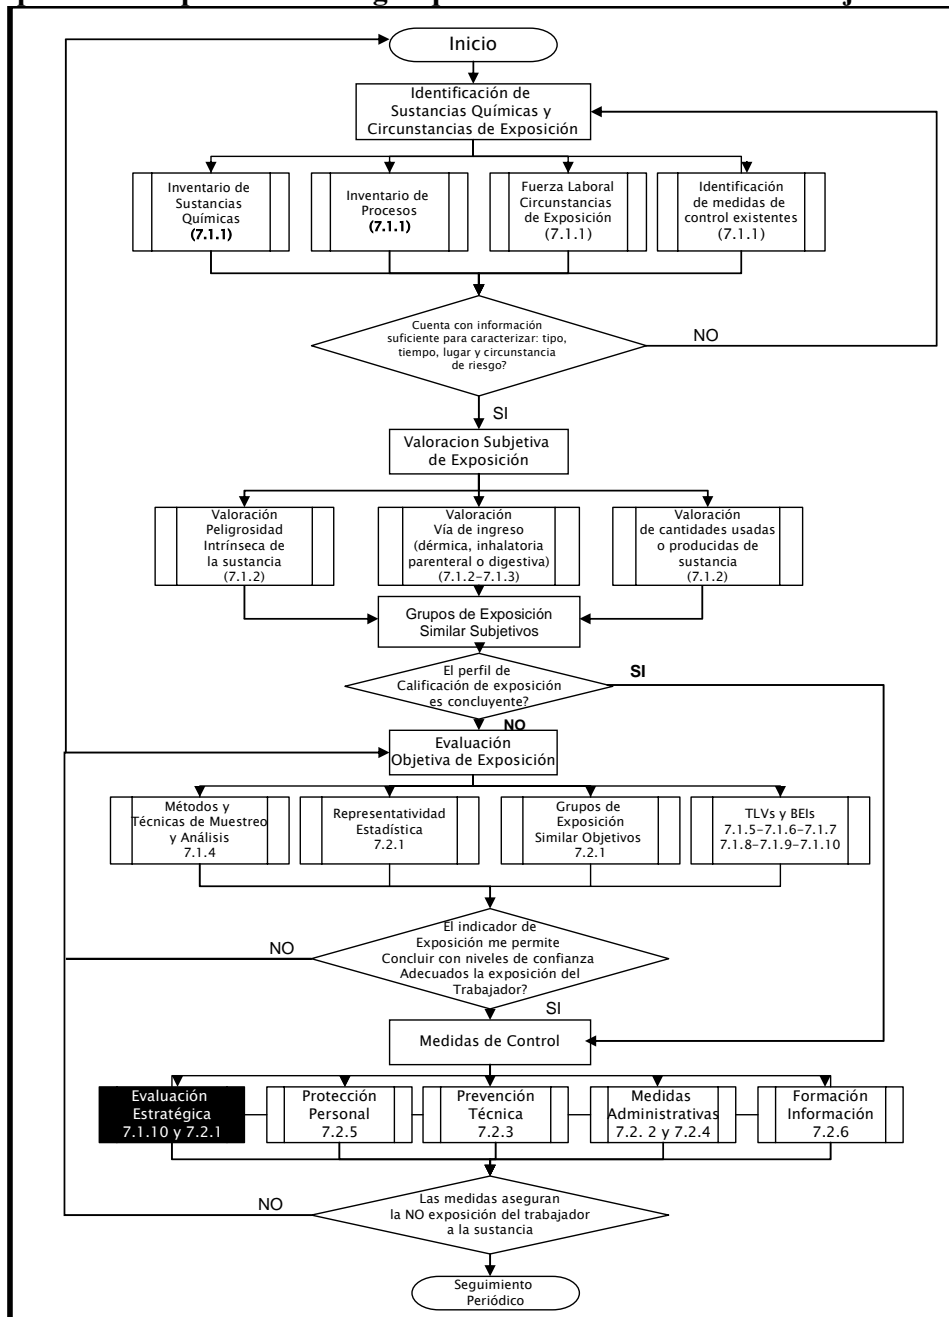 Inicio
Identificación de
Sustancias Químicas y
Circunstancias de Exposición
Inventario de
Sustancias
Químicas
(7.1.1)
Inventario de
Procesos
(7.1.1)
Fuerza Laboral
Circunstancias
de Exposición
(7.1.1)
Identificación
de medidas de
control existentes
(7.1.1)
Cuenta con información
suficiente para caracterizar: tipo,
tiempo, lugar y circunstancia
de riesgo?
NO
SI
Valoracion Subjetiva
de Exposición
Valoración
Peligrosidad
Intrínseca de
la sustancia
(7.1.2)
Valoración
Vía de ingreso
(dérmica, inhalatoria
parenteral o digestiva)
(7.1.2-7.1.3)
Valoración
de cantidades usadas
o producidas de
sustancia
(7.1.2)
Grupos de Exposición
Similar Subjetivos
El perfil de
Calificación de exposición
es concluyente?
SI
NO
Evaluación
Objetiva de Exposición
Métodos y
Técnicas de Muestreo
y Análisis
7.1.4
Representatividad
Estadística
7.2.1
Grupos de
Exposición
Similar Objetivos
7.2.1
TLVs y BEIs
7.1.5-7.1.6-7.1.7
7.1.8-7.1.9-7.1.10
El indicador de
Exposición me permite
Concluir con niveles de confianza
Adecuados la exposición del
Trabajador?
NO
SI
Medidas de Control
Evaluación
Estratégica
7.1.10 y 7.2.1
Protección
Personal
7.2.5
Prevención
Técnica
7.2.3
Medidas
Administrativas
7.2. 2 y 7.2.4
Formación
Información
7.2.6
Las medidas aseguran
la NO exposición del trabajador
a la sustancia
NO
Seguimiento
Periódico